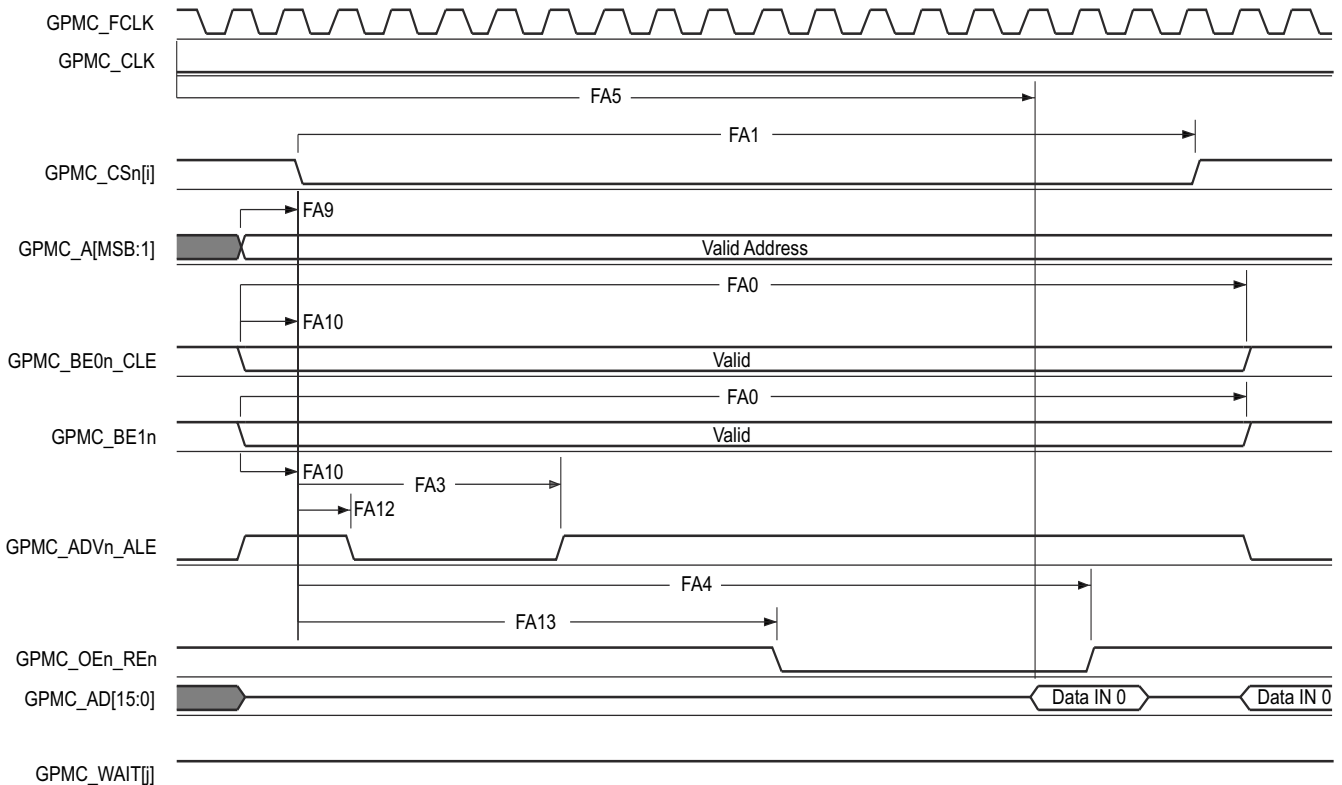 GPMC_FCLK
GPMC_CLK
FA5
FA1
GPMC_CSn[i]
FA9
GPMC_A[MSB:1]
Valid Address
FA0
FA10
GPMC_BE0n_CLE
Valid
FA0
GPMC_BE1n
Valid
FA10
FA3
FA12
GPMC_ADVn_ALE
FA4
FA13
GPMC_OEn_REn
GPMC_AD[15:0]
Data IN 0
Data IN 0
GPMC_WAIT[j]